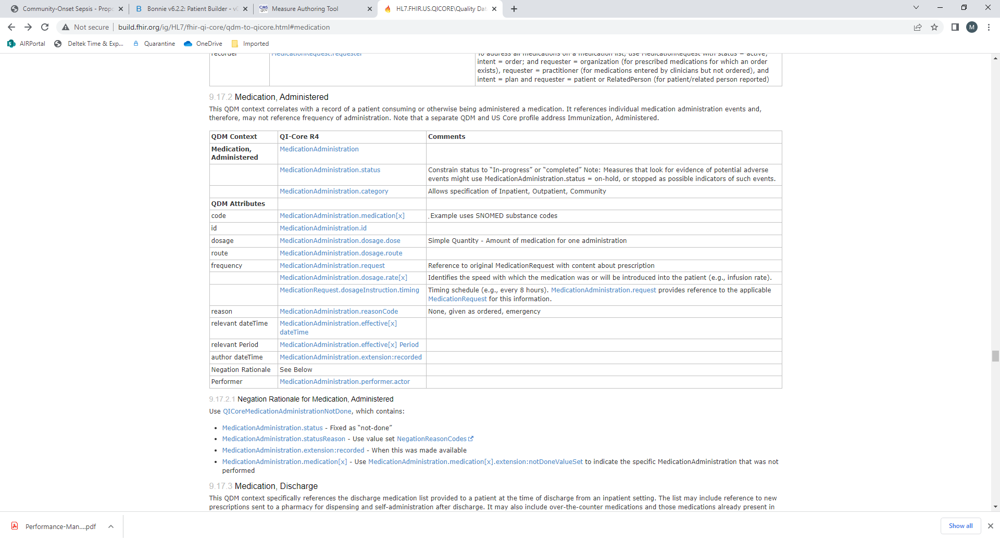 Community-Onset Sepsis - Propo
Bonnie v6.2.2: Patient Builder - v
CMS.gov Measure Authoring Tool
HL7.FHIR.US.QICORE\Quality Dat
Not secure build.fhir.org/ig/HL7/fhir-qi-core/qdm-to-qicore.html#medication
M
AIRPortal Deltek Time & Exp... Quarantine OneDrive Imported
recorder MedicationRequest.requester To address all medications on a medication list, use MedicationRequest with status = active,
intent = order; and requester = organization (for prescribed medications for which an order
exists), requester = practitioner (for medications entered by clinicians but not ordered), and
intent = plan and requester = patient or RelatedPerson (for patient/related person reported)
9.17.2 Medication, Administered
This QDM context correlates with a record of a patient consuming or otherwise being administered a medication. It references individual medication administration events and,
therefore, may not reference frequency of administration. Note that a separate QDM and US Core profile address Immunization, Administered.
QDM Context QI-Core R4 Comments
Medication, MedicationAdministration
Administered
MedicationAdministration.status Constrain status to “In-progress” or “completed” Note: Measures that look for evidence of potential adverse
events might use MedicationAdministration.status = on-hold, or stopped as possible indicators of such events.
MedicationAdministration.category Allows specification of Inpatient, Outpatient, Community
QDM Attributes
code MedicationAdministration.medication[x] . Example uses SNOMED substance codes
id MedicationAdministration.id
dosage MedicationAdministration.dosage.dose Simple Quantity - Amount of medication for one administration
route MedicationAdministration.dosage.route
frequency MedicationAdministration.request Reference to original MedicationRequest with content about prescription
MedicationAdministration.dosage.rate[x] Identifies the speed with which the medication was or will be introduced into the patient (e.g., infusion rate).
MedicationRequest.dosageInstruction.timing Timing schedule (e.g., every 8 hours). MedicationAdministration.request provides reference to the applicable
MedicationRequest for this information.
reason MedicationAdministration.reasonCode None, given as ordered, emergency
relevant dateTime MedicationAdministration.effective[x]
dateTime
relevant Period MedicationAdministration.effective[x] Period
author dateTime MedicationAdministration.extension:recorded
Negation Rationale See Below
Performer MedicationAdministration.performer.actor
9.17.2.1 Negation Rationale for Medication, Administered
Use QICoreMedicationAdministrationNotDone, which contains:
• MedicationAdministration.status - Fixed as “not-done”
• MedicationAdministration.statusReason - Use value set NegationReasonCodes
• MedicationAdministration.extension:recorded - When this was made available
• MedicationAdministration.medication[x] - Use MedicationAdministration.medication[x].extension:notDoneValueSet to indicate the specific MedicationAdministration that was not
performed
9.17.3 Medication, Discharge
This QDM context specifically references the discharge medication list provided to a patient at the time of discharge from an inpatient setting. The list may include reference to new
prescriptions sent to a pharmacy for dispensing and self-administration after discharge. It may also include over-the-counter medications and those medications already present in
Performance-Man....pdf
Show all